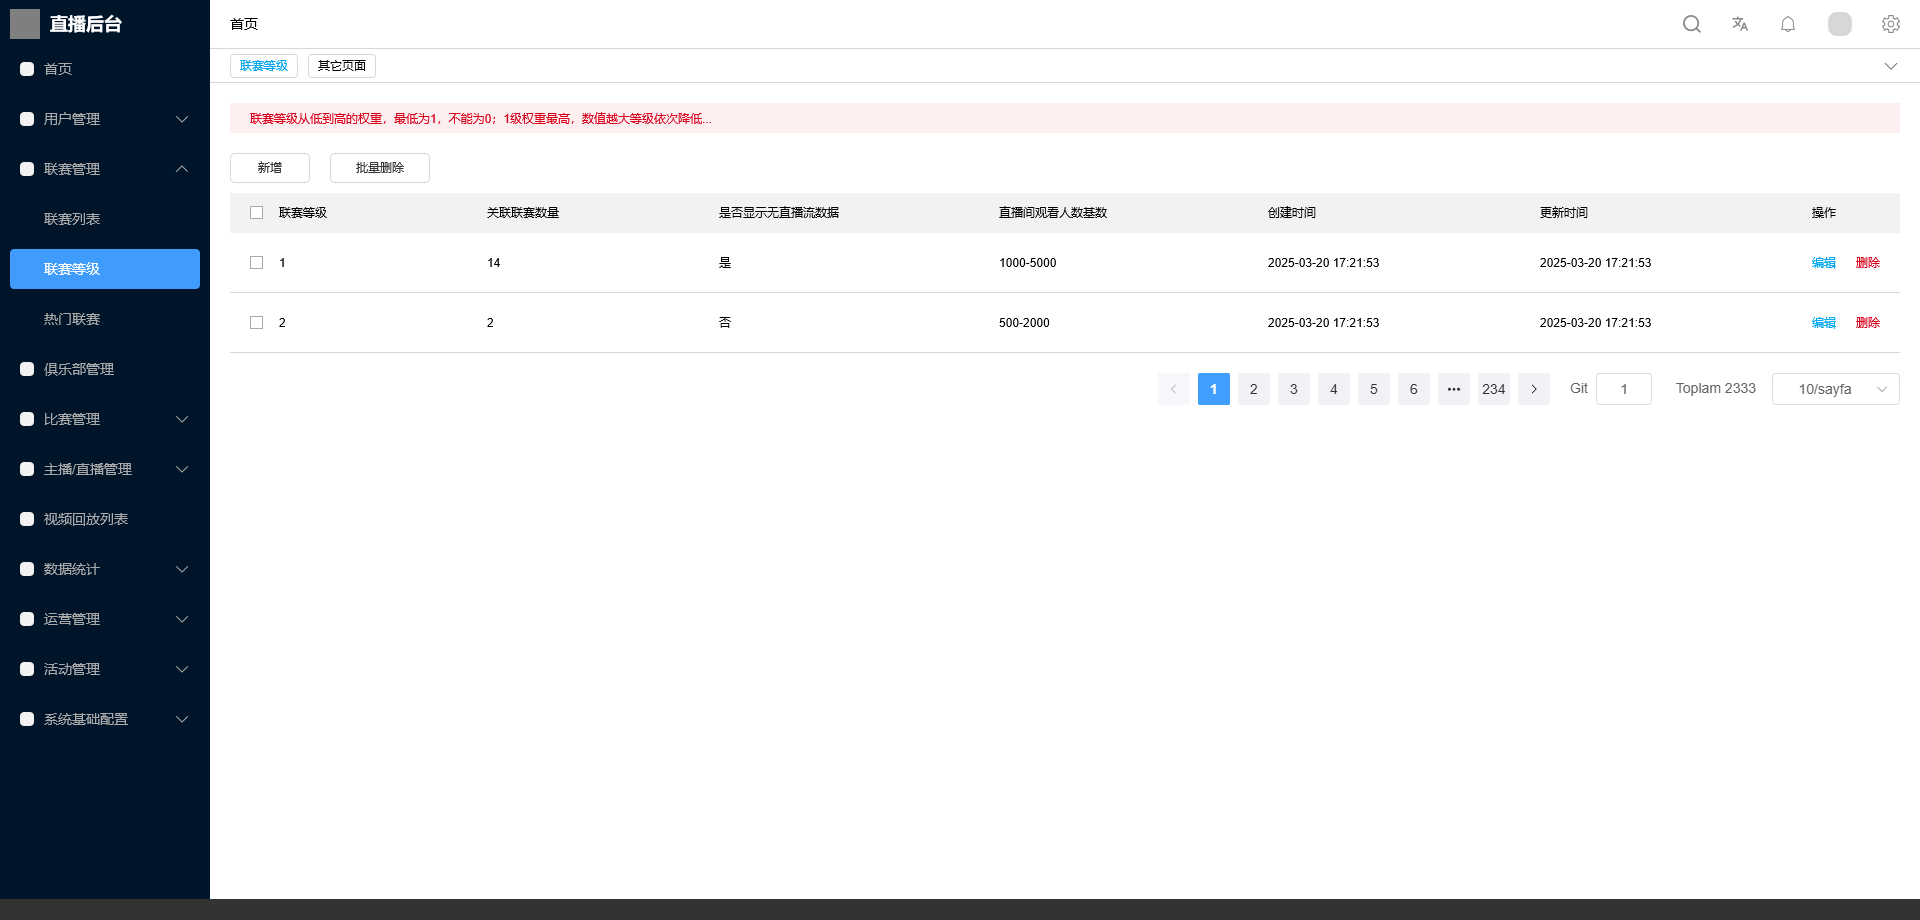 直播后台
首页
用户管理
联赛管理
联赛列表
联赛等级
热门联赛
俱乐部管理
比赛管理
主播/直播管理
视频回放列表
数据统计
运营管理
活动管理
系统基础配置
首页
联赛等级 其它页面
联赛等级从低到高的权重，最低为1，不能为0；1级权重最高，数值越大等级依次降低...
新增 批量删除
联赛等级 关联联赛数量 是否显示无直播流数据 直播间观看人数基数 创建时间 更新时间 操作
1 14 是 1000-5000 2025-03-20 17:21:53 2025-03-20 17:21:53 编辑 删除
2 2 否 500-2000 2025-03-20 17:21:53 2025-03-20 17:21:53 编辑 删除
1 2 3 4 5 6 ••• 234 Git 1 Toplam 2333 10/sayfa